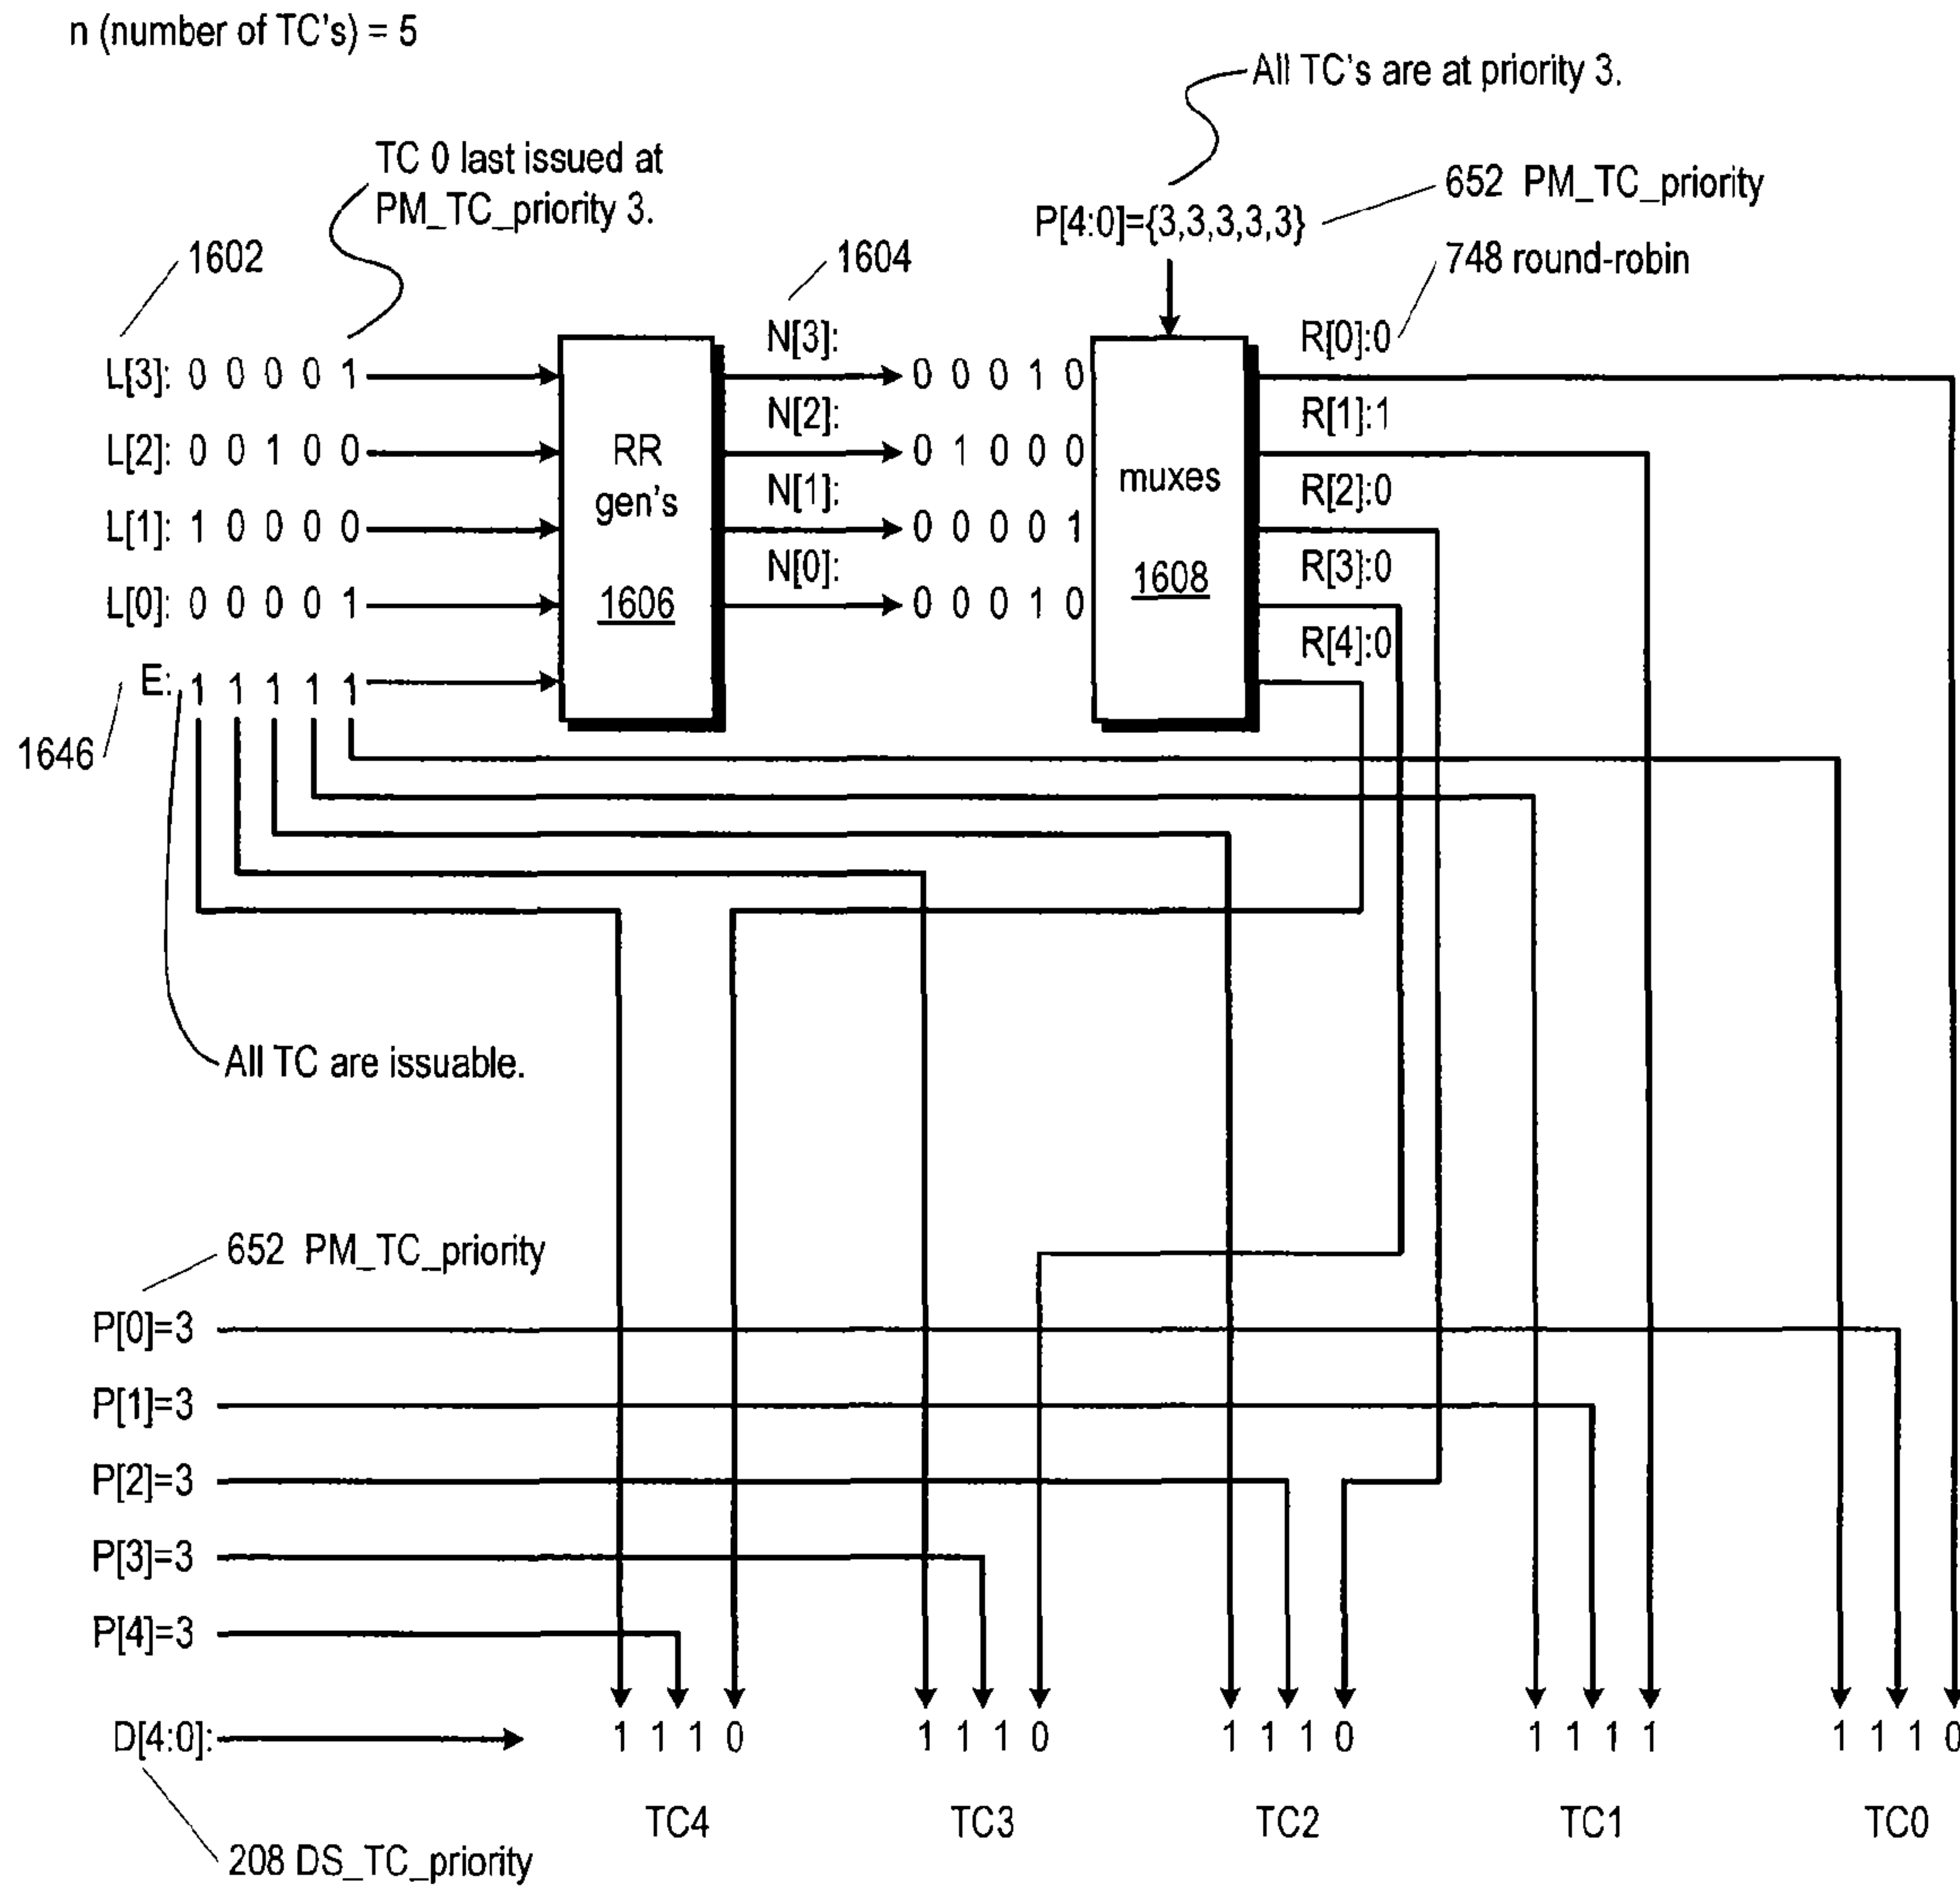 n (number of TC's) = 5
All TC's are at priority 3.
TC 0 last issued at
PM_TC_priority 3.
652 PM_TC_priority
P[4:0]={3,3,3,3,3}
1602
1604
748 round-robin
N[3]:
R[0]:0
L[3]: 0 0 0 0 1
0 0 0 1 0
N[2]:
R[1]:1
L[2]: 0 0 1 0 0
RR
0 1 0 0 0
gen's
muxes
N[1]:
R[2]:0
L[1]: 1 0 0 0 0
0 0 0 0 1
N[0]:
R[3]:0
1608
L[0]: 0 0 0 0 1
1606
0 0 0 1 0
R[4]:0
E: 1 1 1 1 1
1646
All TC are issuable.
652 PM_TC_priority
P[0]=3
P[1]=3
P[2]=3
P[3]=3
P[4]=3
D[4:0]: 1 1 1 0 1 1 1 0 1 1 1 0 1 1 1 1 1 1 1 0
TC4 TC3 TC2 TC1 TC0
208 DS_TC_priority